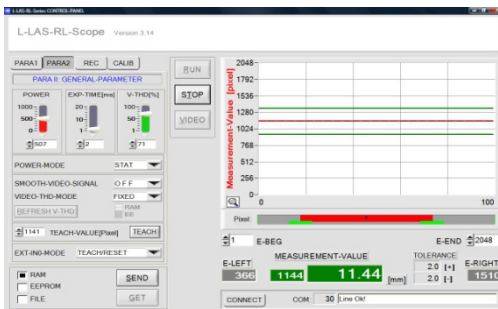 L-LAS-RL-Series CONTROL-PANEL
L-LAS-RL-Scope Version 3.14
PARA1 PARA2 REC CALIB
PARA II: GENERAL-PARAMETER
POWER EXP-TIME[ms] V-THD[%]
1000 20 100
500 10 50
0 1 1
507 2 71
POWER-MODE STAT
SMOOTH-VIDEO-SIGNAL OFF
VIDEO-THD-MODE FIXED
REFRESH V-THD RAM
EE
1141 TEACH-VALUE[Pixel] TEACH
EXT-IN0-MODE TEACH/RESET
RAM
EEPROM
FILE
SEND
GET
RUN
STOP
VIDEO
Measurement-Value [pixel]
2048
1792
1536
1280
1024
768
512
256
0
0 100
Pixel:
1 E-BEG E-END 2048
E-LEFT MEASUREMENT-VALUE TOLERANCE E-RIGHT
366 1144 11.44 [mm] 2.0 [+] 1510
2.0 [-]
CONNECT COM 30 Line Ok!